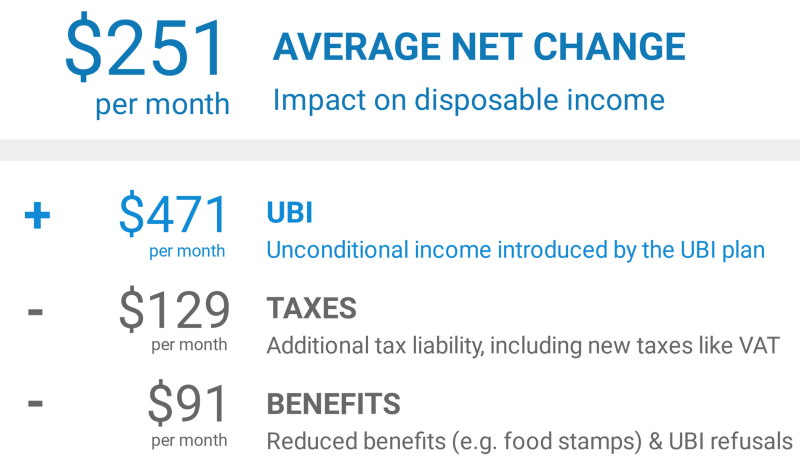 $251 AVERAGE NET CHANGE
per month Impact on disposable income
+ $471 UBI
per month Unconditional income introduced by the UBI plan
- $129 TAXES
per month Additional tax liability, including new taxes like VAT
- $91 BENEFITS
per month Reduced benefits (e.g. food stamps) & UBI refusals